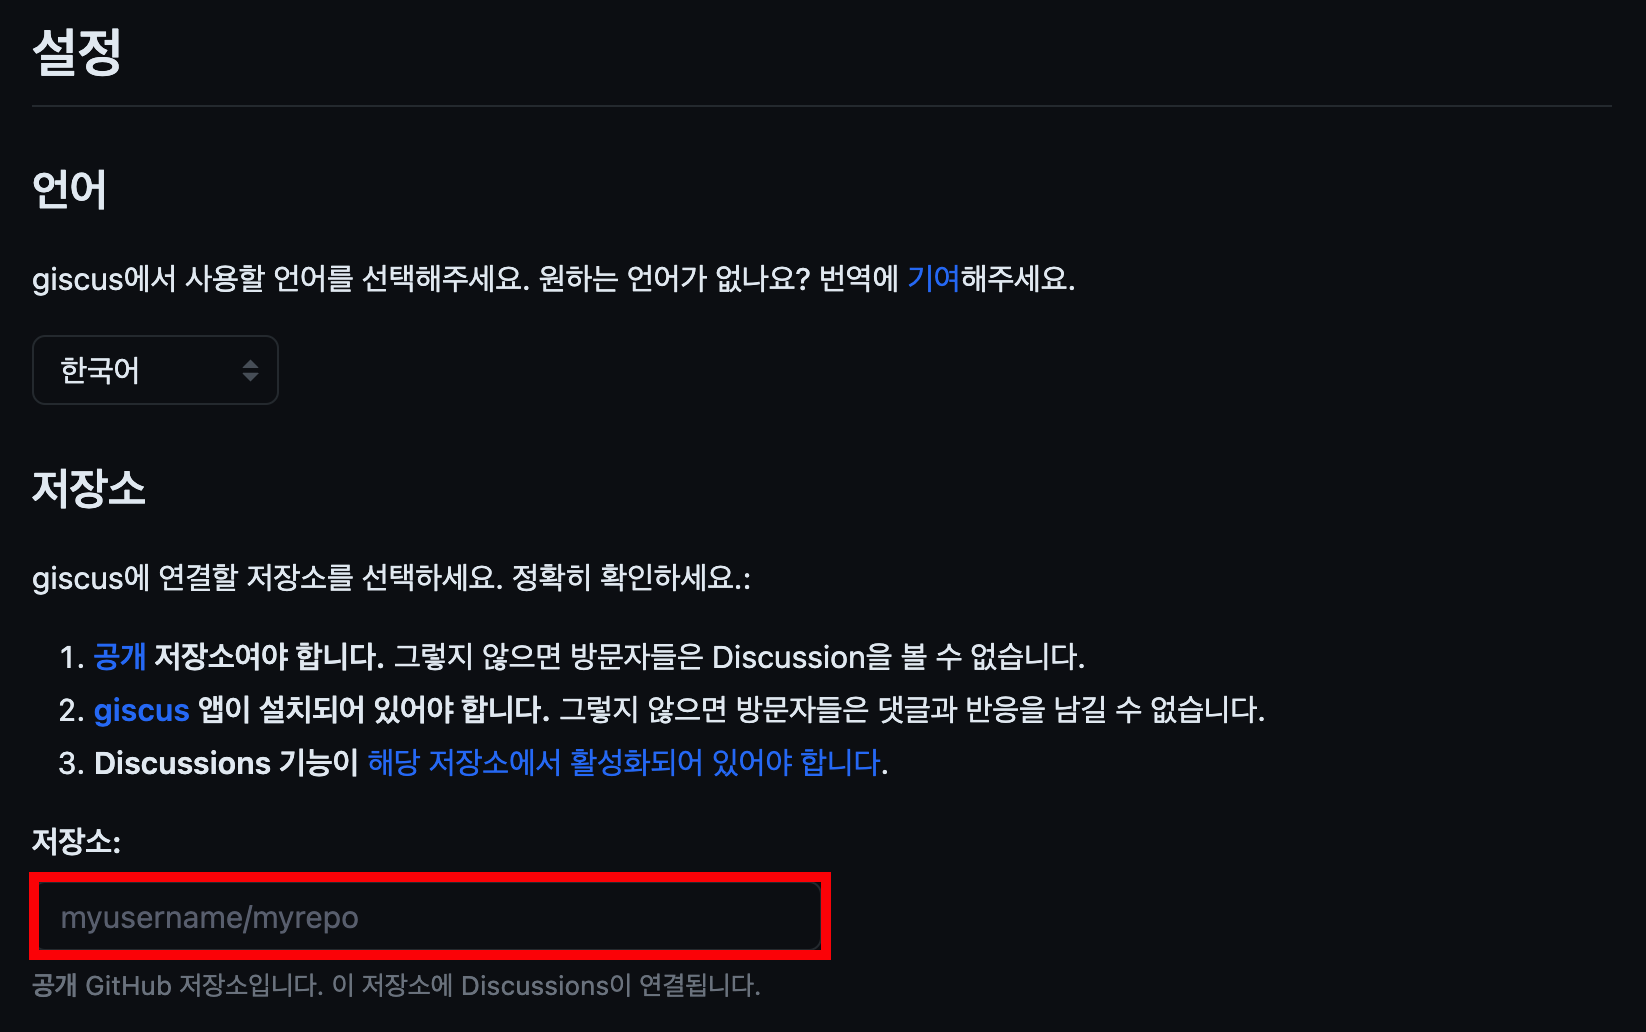 설정
언어
giscus에서 사용할 언어를 선택해주세요. 원하는 언어가 없나요? 번역에 기여해주세요.
한국어
저장소
giscus에 연결할 저장소를 선택하세요. 정확히 확인하세요.:
1. 공개 저장소여야 합니다. 그렇지 않으면 방문자들은 Discussion을 볼 수 없습니다.
2. giscus 앱이 설치되어 있어야 합니다. 그렇지 않으면 방문자들은 댓글과 반응을 남길 수 없습니다.
3. Discussions 기능이 해당 저장소에서 활성화되어 있어야 합니다.
저장소:
myusername/myrepo
공개 GitHub 저장소입니다. 이 저장소에 Discussions이 연결됩니다.